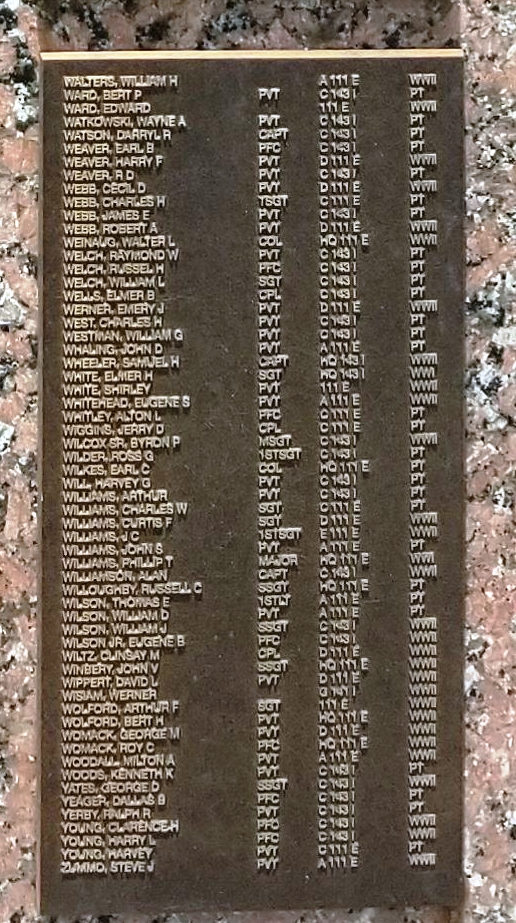 WALTERS, WILLIAM H A 111 E WWII
WARD, BERT P PVT C 143 I PT
WARD, EDWARD 111 E WWII
WATKOWSKI, WAYNE A PVT C 143 I PT
WATSON, DARRYL R CAPT C 143 I PT
WEAVER, EARL B PFC C 143 I PT
WEAVER, HARRY F PVT D 111 E WWII
WEAVER, R D PVT C 143 I PT
WEBB, CECIL D PVT D 111 E WWII
WEBB, CHARLES H TSGT C 143 I PT
WEBB, JAMES E PVT C 143 I PT
WEBB, ROBERT A PVT D 111 E WWII
WEINAUG, WALTER L COL HQ 111 E WWII
WELCH, RAYMOND W PVT C 143 I PT
WELCH, RUSSEL H PFC C 143 I PT
WELCH, WILLIAM L SGT C 143 I PT
WELLS, ELMER B CPL C 143 I PT
WERNER, EMERY J PVT D 111 E WWII
WEST, CHARLES H PVT C 143 I PT
WESTMAN, WILLIAM G PVT C 143 I PT
WHALING, JOHN D PVT A 111 E PT
WHEELER, SAMUEL H CAPT HQ 143 I WWII
WHITE, ELMER H SGT HQ 143 I WWI
WHITE, SHIRLEY PVT 111 E WWII
WHITEHEAD, EUGENE S PVT A 111 E WWII
WHITLEY, ALTON L PFC C 111 E PT
WIGGINS, JERRY D CPL C 111 E PT
WILCOX SR, BYRON P MSGT C 143 I WWII
WILDER, ROSS G 1STSGT C 143 I PT
WILKES, EARL C COL HQ 111 E PT
WILL, HARVEY G PVT C 143 I PT
WILLIAMS, ARTHUR PVT C 143 I PT
WILLIAMS, CHARLES W SGT C 111 E PT
WILLIAMS, CURTIS F SGT D 111 E WWII
WILLIAMS, J C 1STSGT E 111 E WWII
WILLIAMS, JOHN S PVT A 111 E PT
WILLIAMS, PHILLIP T MAJOR HQ 111 E WWI
WILLIAMSON, ALAN CAPT C 143 I WWII
WILLOUGHBY, RUSSELL C SSGT HQ 111 E PT
WILSON, THOMAS E 1STLT A 111 E PT
WILSON, WILLIAM D PVT C 143 I PT
WILSON, WILLIAM J SSGT C 143 I WWII
WILSON JR, EUGENE B PFC C 143 I WWII
WILTZ, CLINSAY M CPL D 111 E WWII
WINBERY, JOHN V SSGT HQ 111 E WWII
WIPPERT, DAVID L PVT D 111 E WWII
WISIAM, WERNER G 141 I WWII
WOLFORD, ARTHUR F SGT 111 E WWII
WOLFORD, BERT H PVT HQ 111 E WWII
WOMACK, GEORGE M PVT D 111 E WWII
WOMACK, ROY C PFC HQ 111 E WWII
WOODALL, MILTON A PVT A 111 E WWII
WOODS, KENNETH K PVT C 143 I PT
YATES, GEORGE D SSGT C 143 I WWII
YEAGER, DALLAS B PFC C 143 I PT
YERBY, RALPH R PVT C 143 I PT
YOUNG, CLARENCE H PFC C 143 I WWII
YOUNG, HARRY L PFC C 143 I WWII
YOUNG, HARVEY PVT C 111 E PT
ZUMMO, STEVE J PVT A 111 E WWII